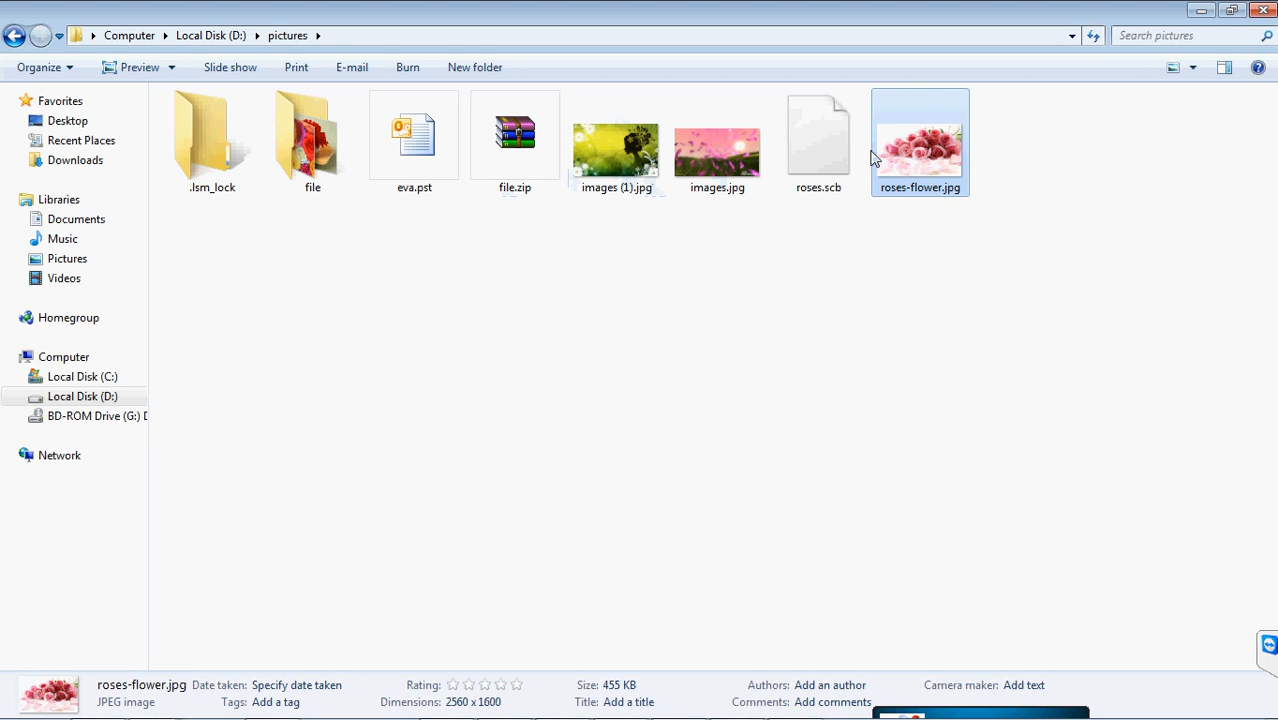 Computer
Local Disk (D:)
pictures
Search pictures
Organize
Preview
Slide show
Print
E-mail
Burn
New folder
Favorites
Desktop
Recent Places
Downloads
Libraries
Documents
Music
Pictures
Videos
Homegroup
Computer
Local Disk (C:)
Local Disk (D:)
BD-ROM Drive (G:) D
Network
.lsm_lock
file
eva.pst
file.zip
images (1).jpg
images.jpg
roses.scb
roses-flower.jpg
roses-flower.jpg
JPEG image
Date taken: Specify date taken
Tags: Add a tag
Rating:
Dimensions: 2560 x 1600
Size: 455 KB
Title: Add a title
Authors: Add an author
Comments: Add comments
Camera maker: Add text